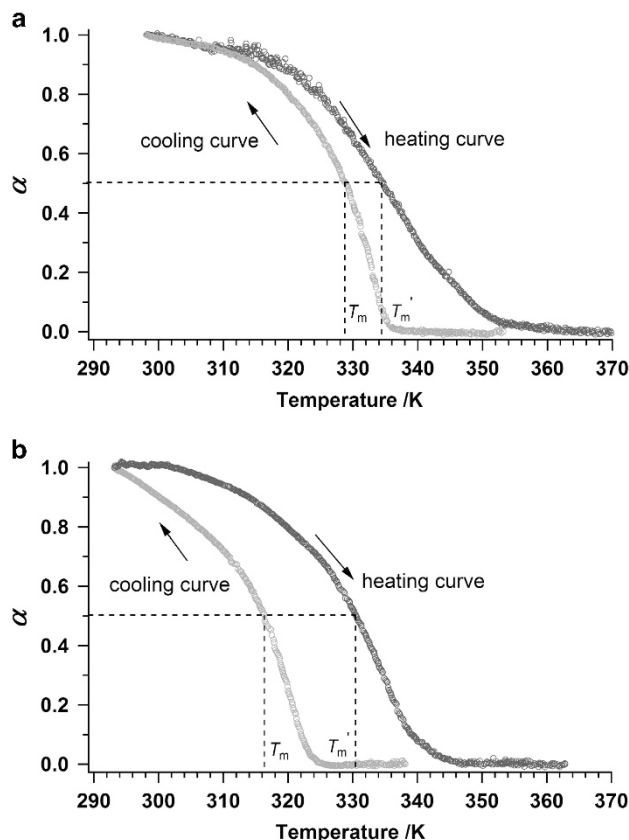 a
1.0
0.8
0.6
0.4
0.2
0.0
α
cooling curve
heating curve
Tm
Tm'
290 300 310 320 330 340 350 360 370
Temperature /K
b
1.0
0.8
0.6
0.4
0.2
0.0
α
cooling curve
heating curve
Tm
Tm'
290 300 310 320 330 340 350 360 370
Temperature /K